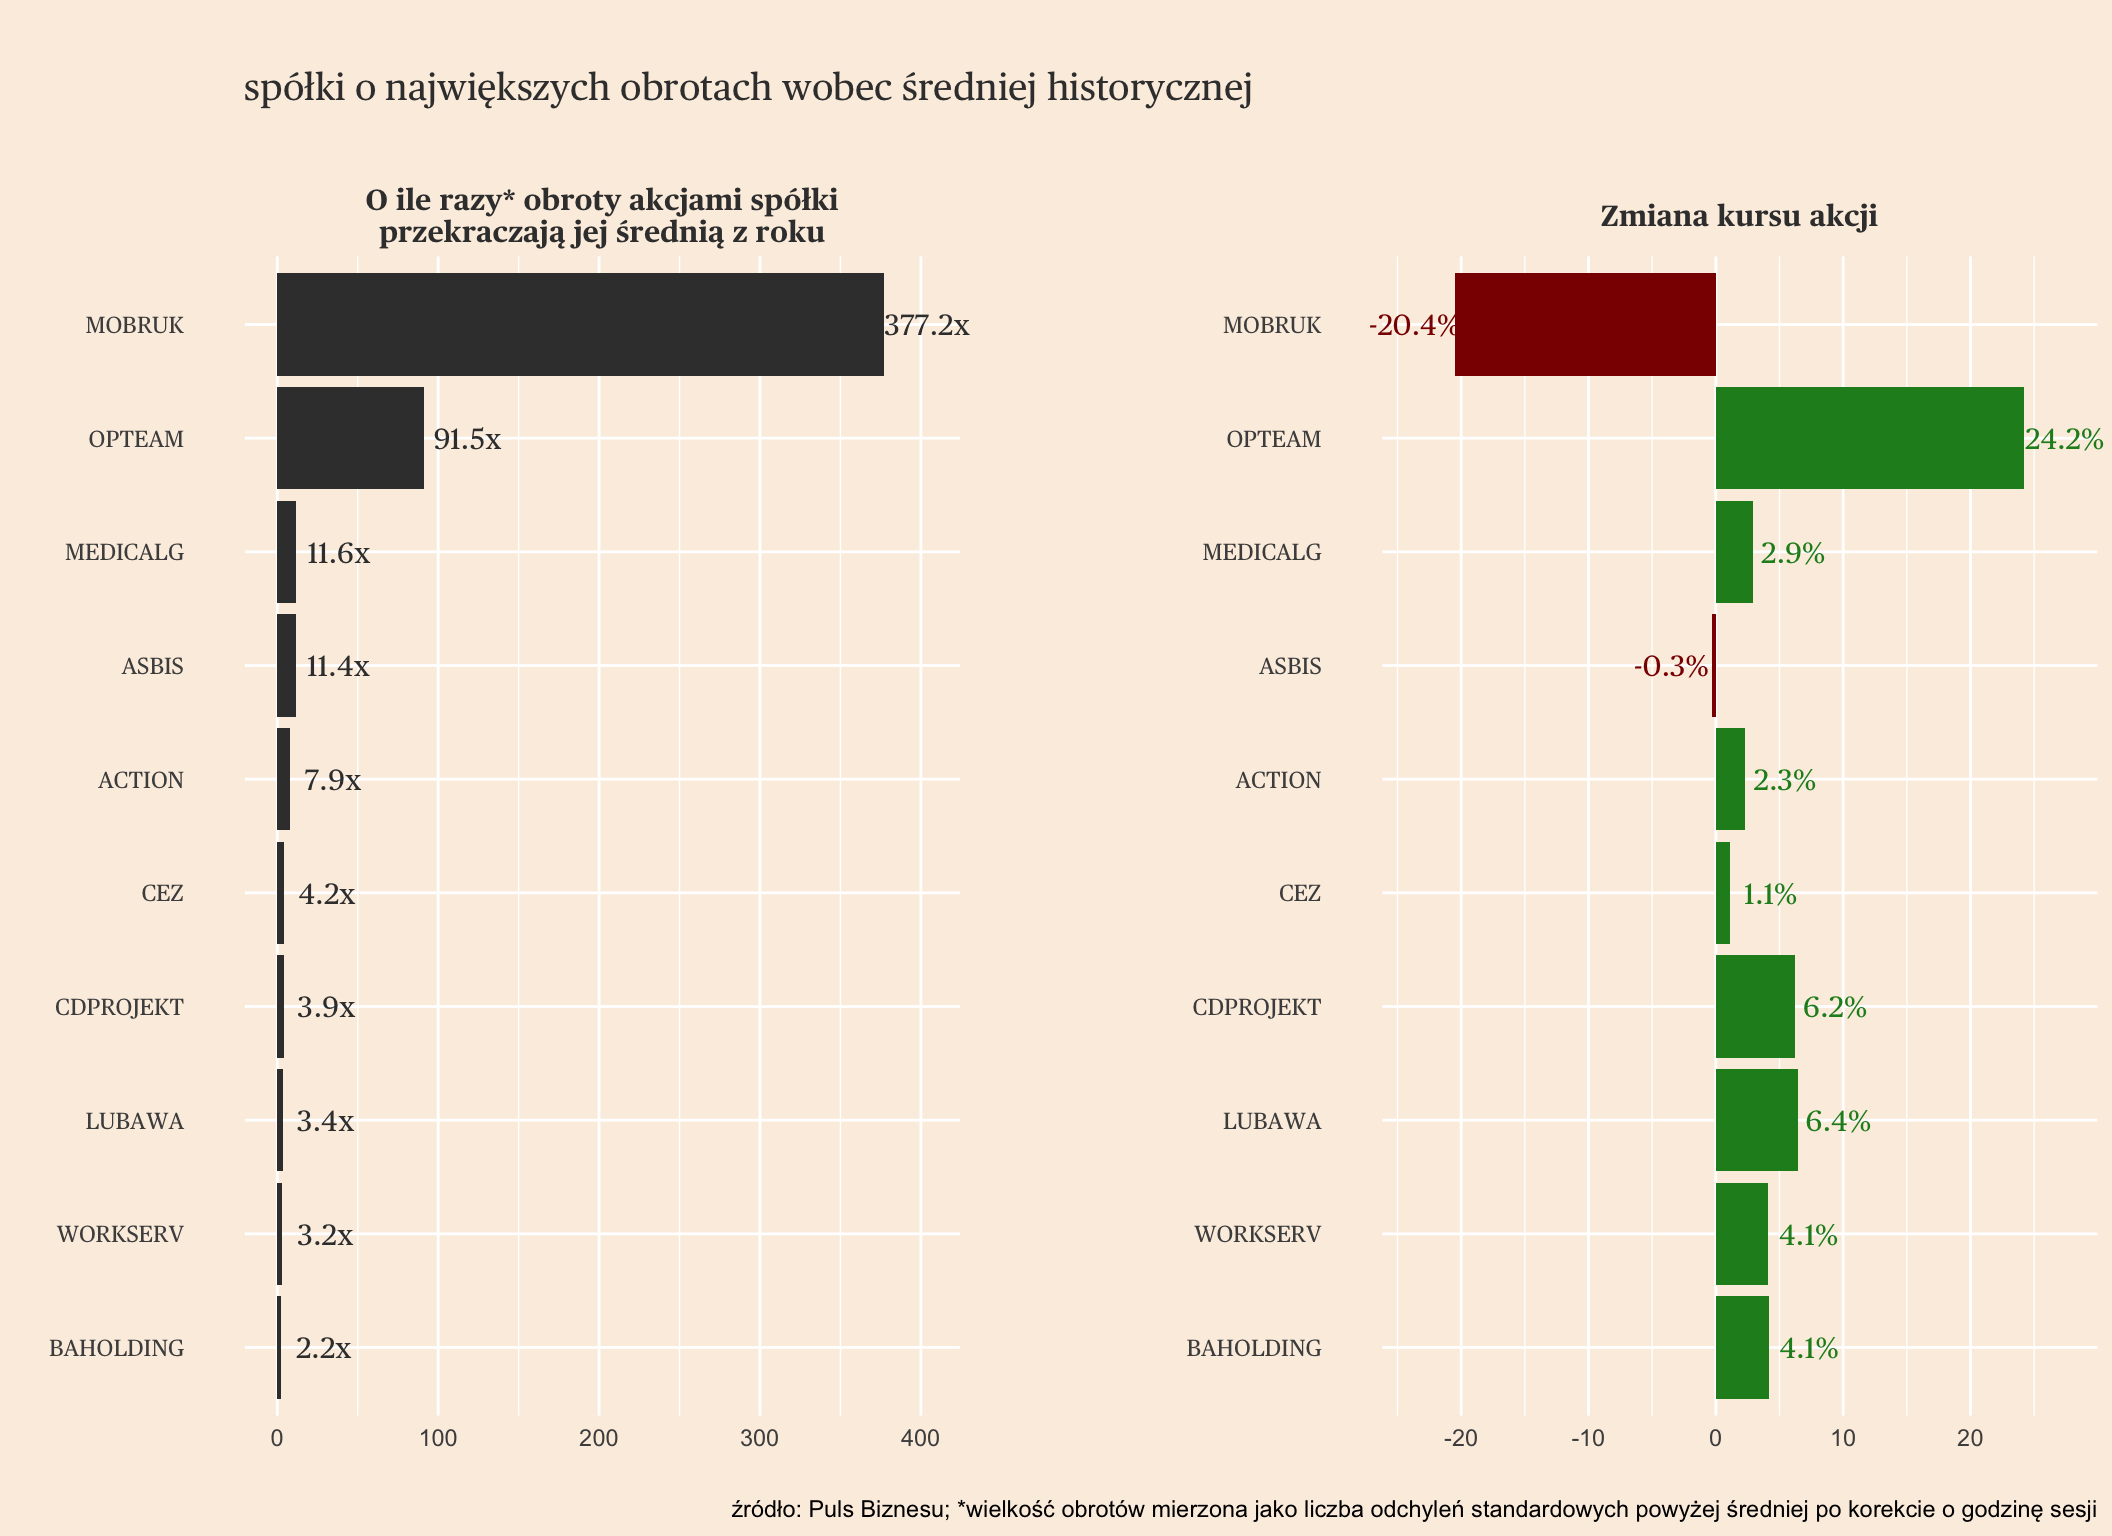 spółki o największych obrotach wobec średniej historycznej
O ile razy* obroty akcjami spółki
przekraczają jej średnią z roku
MOBRUK 377.2x
OPTEAM 91.5x
MEDICALG 11.6x
ASBIS 11.4x
ACTION 7.9x
CEZ 4.2x
CDPROJEKT 3.9x
LUBAWA 3.4x
WORKSERV 3.2x
BAHOLDING 2.2x
0 100 200 300 400
Zmiana kursu akcji
MOBRUK -20.4%
OPTEAM 24.2%
MEDICALG 2.9%
ASBIS -0.3%
ACTION 2.3%
CEZ 1.1%
CDPROJEKT 6.2%
LUBAWA 6.4%
WORKSERV 4.1%
BAHOLDING 4.1%
-20 -10 0 10 20
źródło: Puls Biznesu; *wielkość obrotów mierzona jako liczba odchyleń standardowych powyżej średniej po korekcie o godzinę sesji